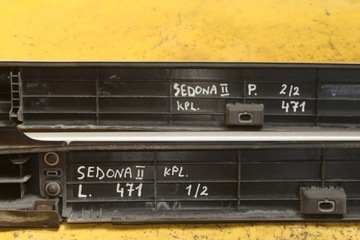 SEDONA II P. 2/2
KPL. 471
SEDONA II KPL.
L. 471 1/2